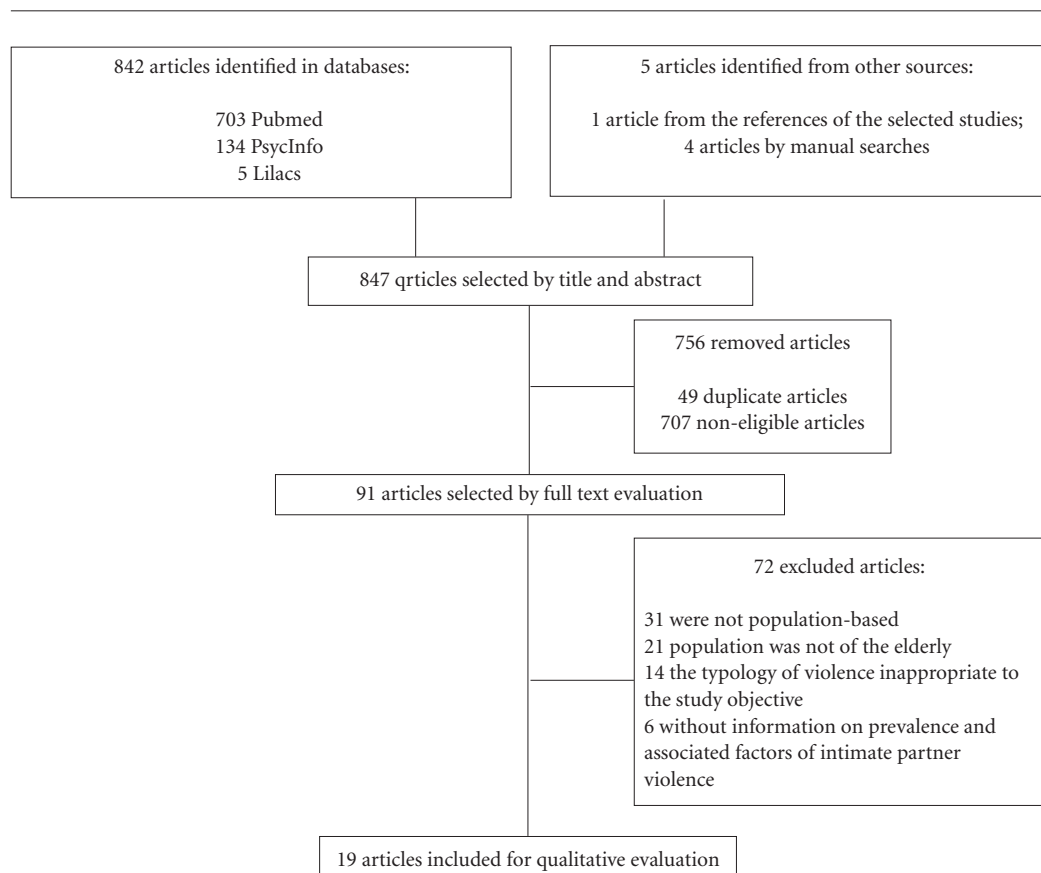 842 articles identified in databases:
703 Pubmed
134 PsycInfo
5 Lilacs
5 articles identified from other sources:
1 article from the references of the selected studies;
4 articles by manual searches
847 qrticles selected by title and abstract
756 removed articles
49 duplicate articles
707 non-eligible articles
91 articles selected by full text evaluation
72 excluded articles:
31 were not population-based
21 population was not of the elderly
14 the typology of violence inappropriate to
the study objective
6 without information on prevalence and
associated factors of intimate partner
violence
19 articles included for qualitative evaluation